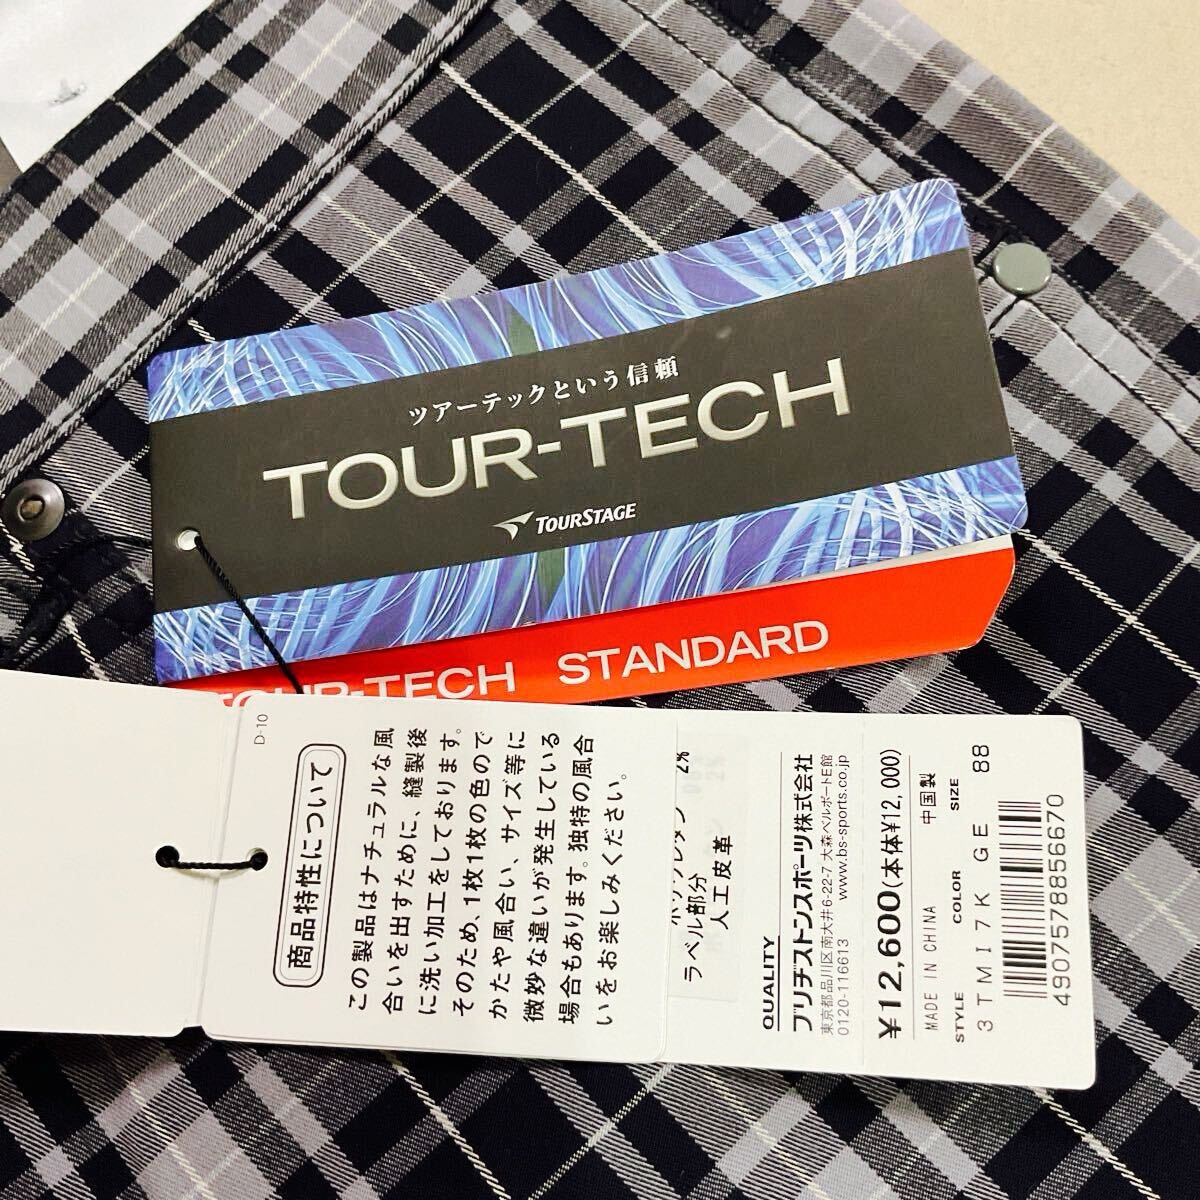 ツアーテックという信頼
TOUR-TECH
TOURSTAGE
TOUR-TECH STANDARD
D-10
商品特性について
この製品はナチュラルな風
合いを出すために、縫製後
に洗い加工をしております。
そのため、1枚1枚の色ので
かたや風合い、サイズ等に
微妙な違いが発生している
場合もあります。独特の風合
いをお楽しみください。
ポリウレタン 2%
ラベル部分
人工皮革
QUALITY
ブリヂストンスポーツ株式会社
東京都品川区南大井6-22-7 大森ベルポートE館
0120-116613 www.bs-sports.co.jp
¥12,600(本体¥12,000)
MADE IN CHINA 中国製
STYLE COLOR SIZE
3TMI7K GE 88
4907578856670